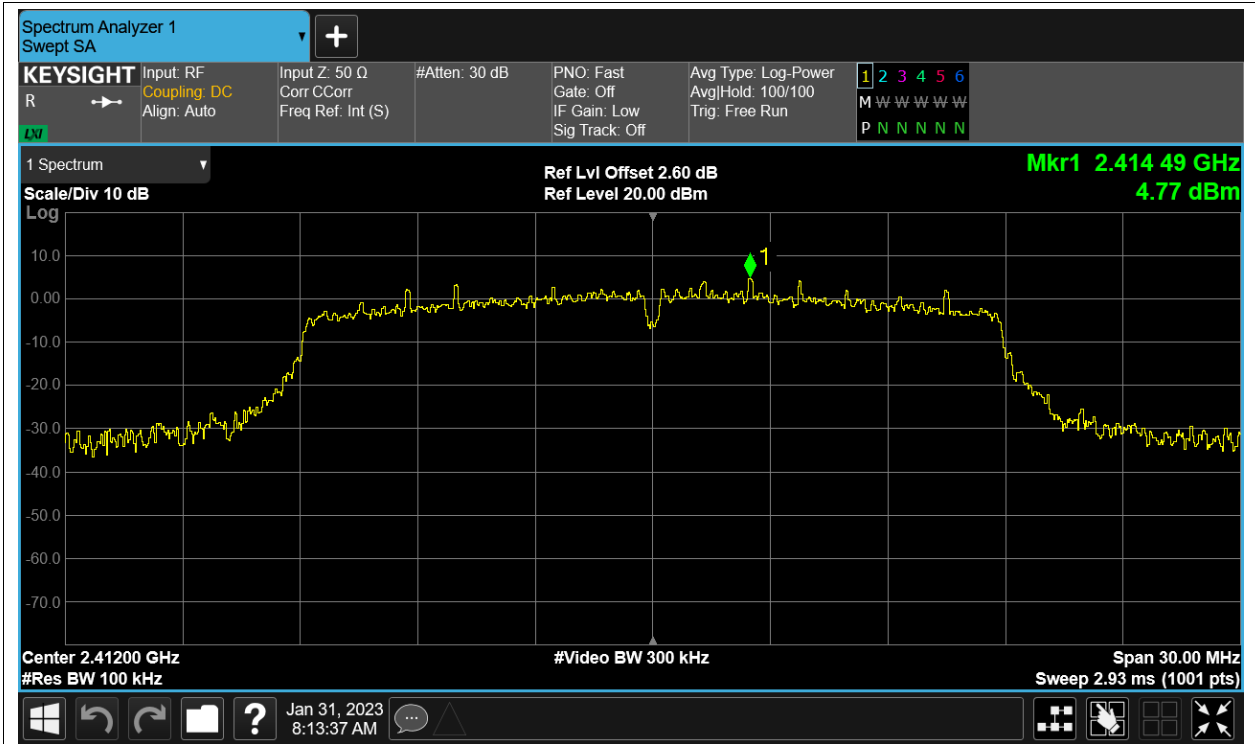 Spectrum Analyzer 1
Swept SA
KEYSIGHT
R
LXI
Input: RF
Coupling: DC
Align: Auto
Input Z: 50 Ω
Corr CCorr
Freq Ref: Int (S)
#Atten: 30 dB
PNO: Fast
Gate: Off
IF Gain: Low
Sig Track: Off
Avg Type: Log-Power
Avg|Hold: 100/100
Trig: Free Run
1 2 3 4 5 6
M W W W W W
P N N N N N
1 Spectrum
Scale/Div 10 dB
Log
Ref Lvl Offset 2.60 dB
Ref Level 20.00 dBm
Mkr1 2.414 49 GHz
4.77 dBm
10.0
0.00
-10.0
-20.0
-30.0
-40.0
-50.0
-60.0
-70.0
1
Center 2.41200 GHz
#Res BW 100 kHz
#Video BW 300 kHz
Span 30.00 MHz
Sweep 2.93 ms (1001 pts)
?
Jan 31, 2023
8:13:37 AM